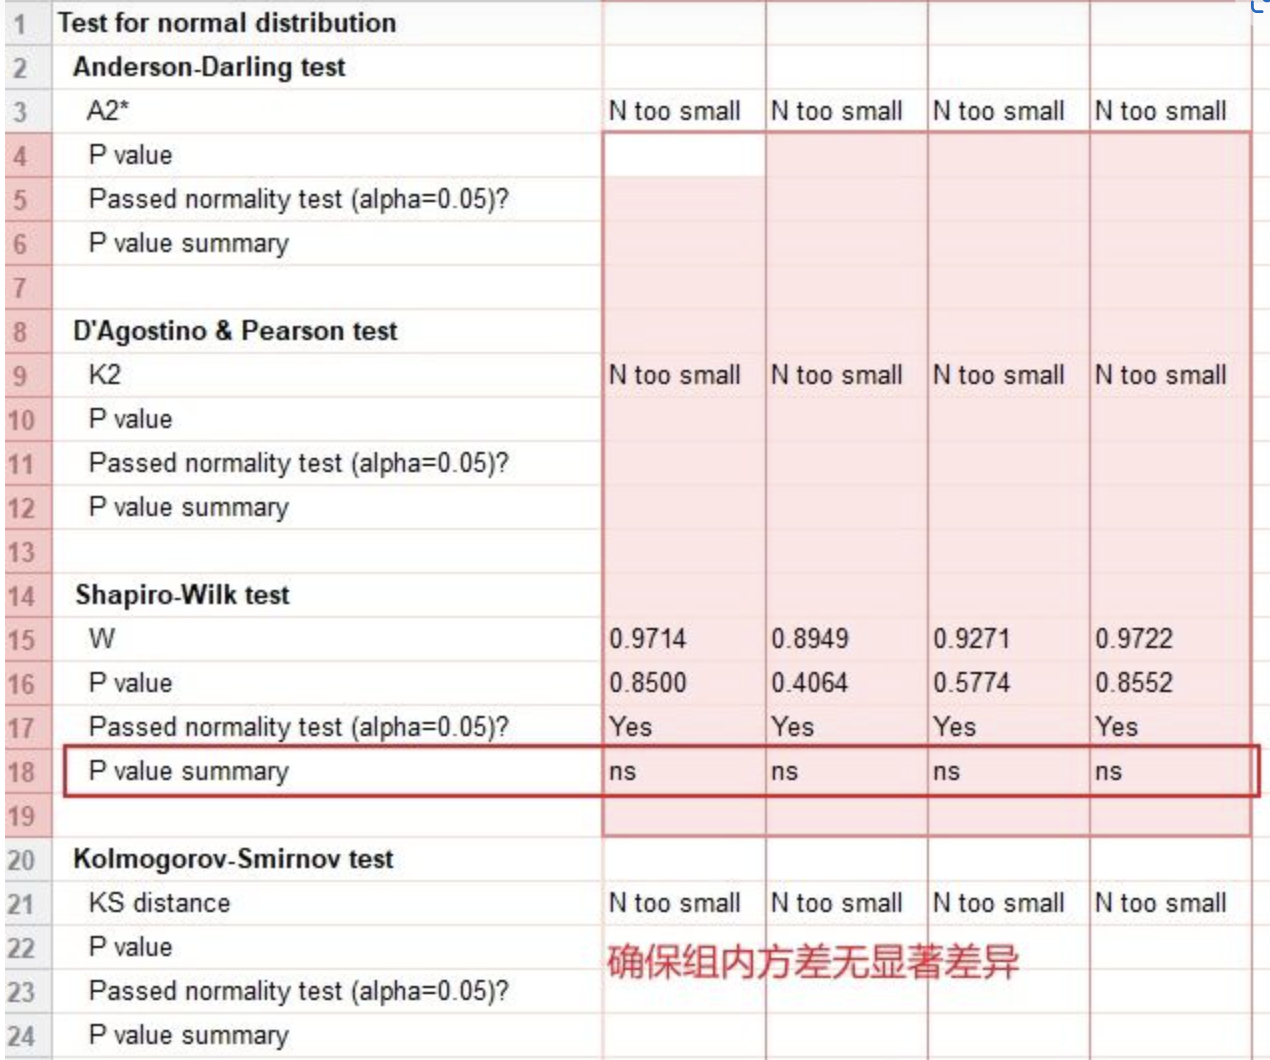 1 Test for normal distribution
2 Anderson-Darling test
3 A2* N too small N too small N too small N too small
4 P value
5 Passed normality test (alpha=0.05)?
6 P value summary
7
8 D'Agostino & Pearson test
9 K2 N too small N too small N too small N too small
10 P value
11 Passed normality test (alpha=0.05)?
12 P value summary
13
14 Shapiro-Wilk test
15 W 0.9714 0.8949 0.9271 0.9722
16 P value 0.8500 0.4064 0.5774 0.8552
17 Passed normality test (alpha=0.05)? Yes Yes Yes Yes
18 P value summary ns ns ns ns
19
20 Kolmogorov-Smirnov test
21 KS distance N too small N too small N too small N too small
22 P value
确保组内方差无显著差异
23 Passed normality test (alpha=0.05)?
24 P value summary